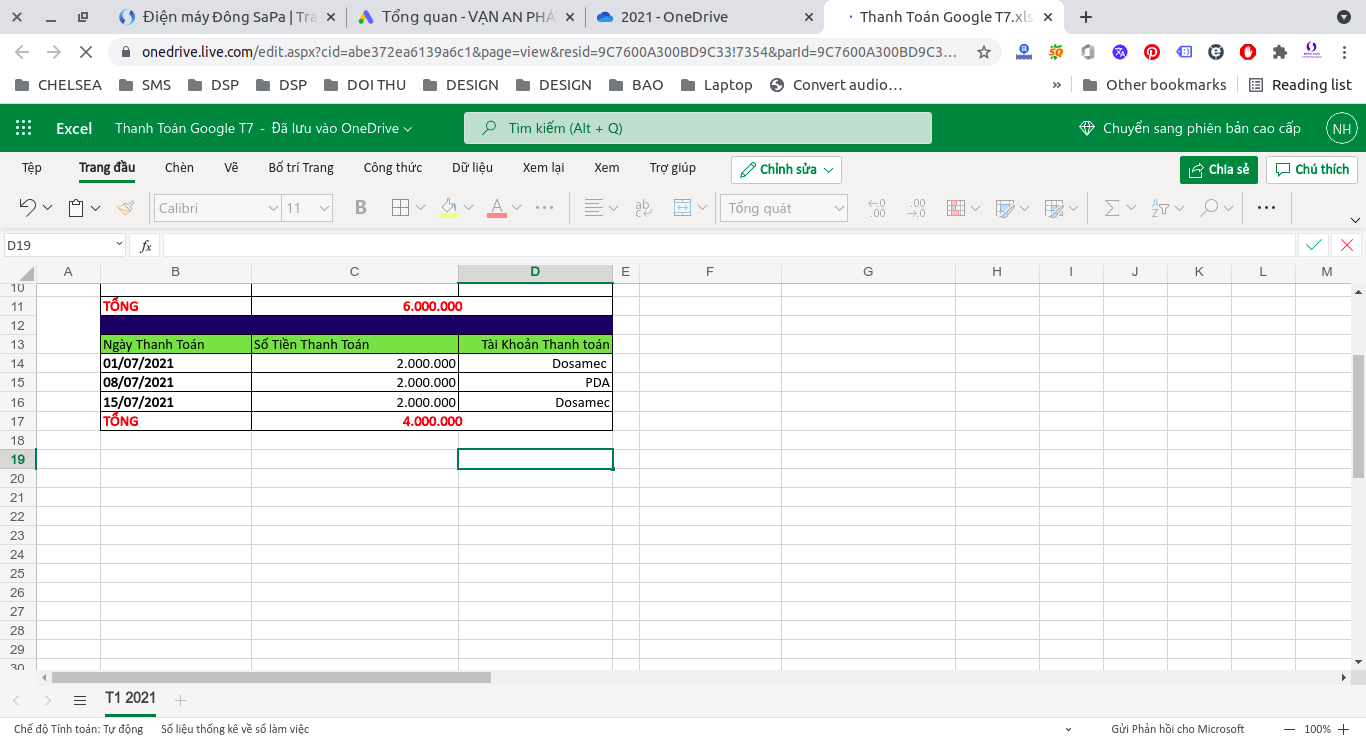 Điện máy Đông SaPa | Tra
Tổng quan - VẠN AN PHÁ
2021 - OneDrive
Thanh Toán Google T7.xls
onedrive.live.com/edit.aspx?cid=abe372ea6139a6c1&page=view&resid=9C7600A300BD9C33!7354&parId=9C7600A300BD9C3...
CHELSEA SMS DSP DSP DOI THU DESIGN DESIGN BAO Laptop Convert audio... » Other bookmarks Reading list
Excel Thanh Toán Google T7 - Đã lưu vào OneDrive Tìm kiếm (Alt + Q) Chuyển sang phiên bản cao cấp NH
Tệp Trang đầu Chèn Vẽ Bố trí Trang Công thức Dữ liệu Xem lại Xem Trợ giúp Chỉnh sửa Chia sẻ Chú thích
Calibri 11 B A ab Tổng quát
D19 fx
A B C D E F G H I J K L M
10
11 TỔNG 6.000.000
12
13 Ngày Thanh Toán Số Tiền Thanh Toán Tài Khoản Thanh toán
14 01/07/2021 2.000.000 Dosamec
15 08/07/2021 2.000.000 PDA
16 15/07/2021 2.000.000 Dosamec
17 TỔNG 4.000.000
18
19
20
21
22
23
24
25
26
27
28
29
30
T1 2021
Chế độ Tính toán: Tự động Số liệu thống kê về sổ làm việc Gửi Phản hồi cho Microsoft 100%